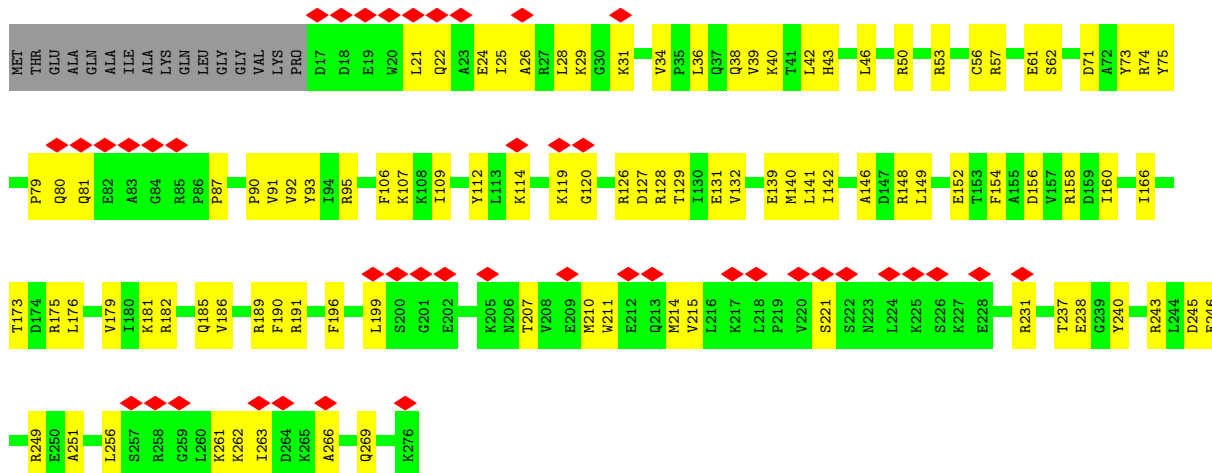 MET THR GLU ALA GLN ALA ILE ALA LYS GLN LEU GLY GLY VAL LYS PRO D17 D18 E19 W20 L21 Q22 A23 E24 I25 A26 R27 L28 K29 G30 K31 V34 P35 L36 Q37 Q38 V39 K40 T41 L42 H43 L46 R50 R53 C56 R57 E61 S62 D71 A72 Y73 R74 Y75
P79 Q80 Q81 E82 A83 G84 R85 P86 P87 P90 V91 V92 Y93 I94 R95 F106 K107 K108 I109 Y112 L113 K114 K119 G120 R126 D127 R128 T129 I130 E131 V132 E139 M140 L141 I142 A146 D147 R148 L149 E152 T153 F154 A155 D156 V157 R158 D159 I160 I166
T173 D174 R175 L176 V179 I180 K181 R182 Q185 V186 R189 F190 R191 F196 L199 S200 G201 E202 K205 N206 T207 V208 E209 M210 W211 E212 Q213 M214 V215 L216 K217 L218 P219 V220 S221 S222 N223 L224 K225 S226 K227 E228 R231 T237 E238 G239 Y240 R243 L244 D245 E246
R249 E250 A251 L256 S257 R258 G259 L260 K261 K262 I263 D264 K265 A266 Q269 K276